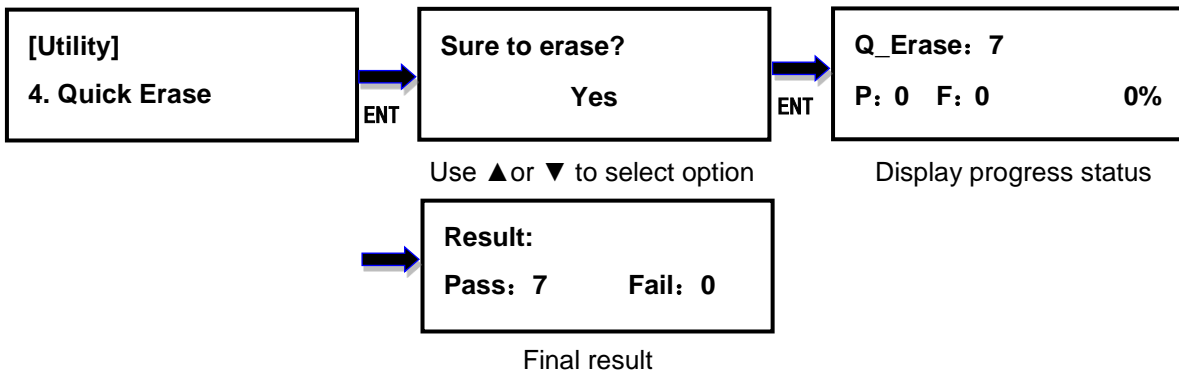 [Utility]
4. Quick Erase
ENT
Sure to erase?
Yes
ENT
Q_Erase：7
P：0 F：0 0%
Use ▲or ▼ to select option
Display progress status
Result:
Pass：7 Fail：0
Final result